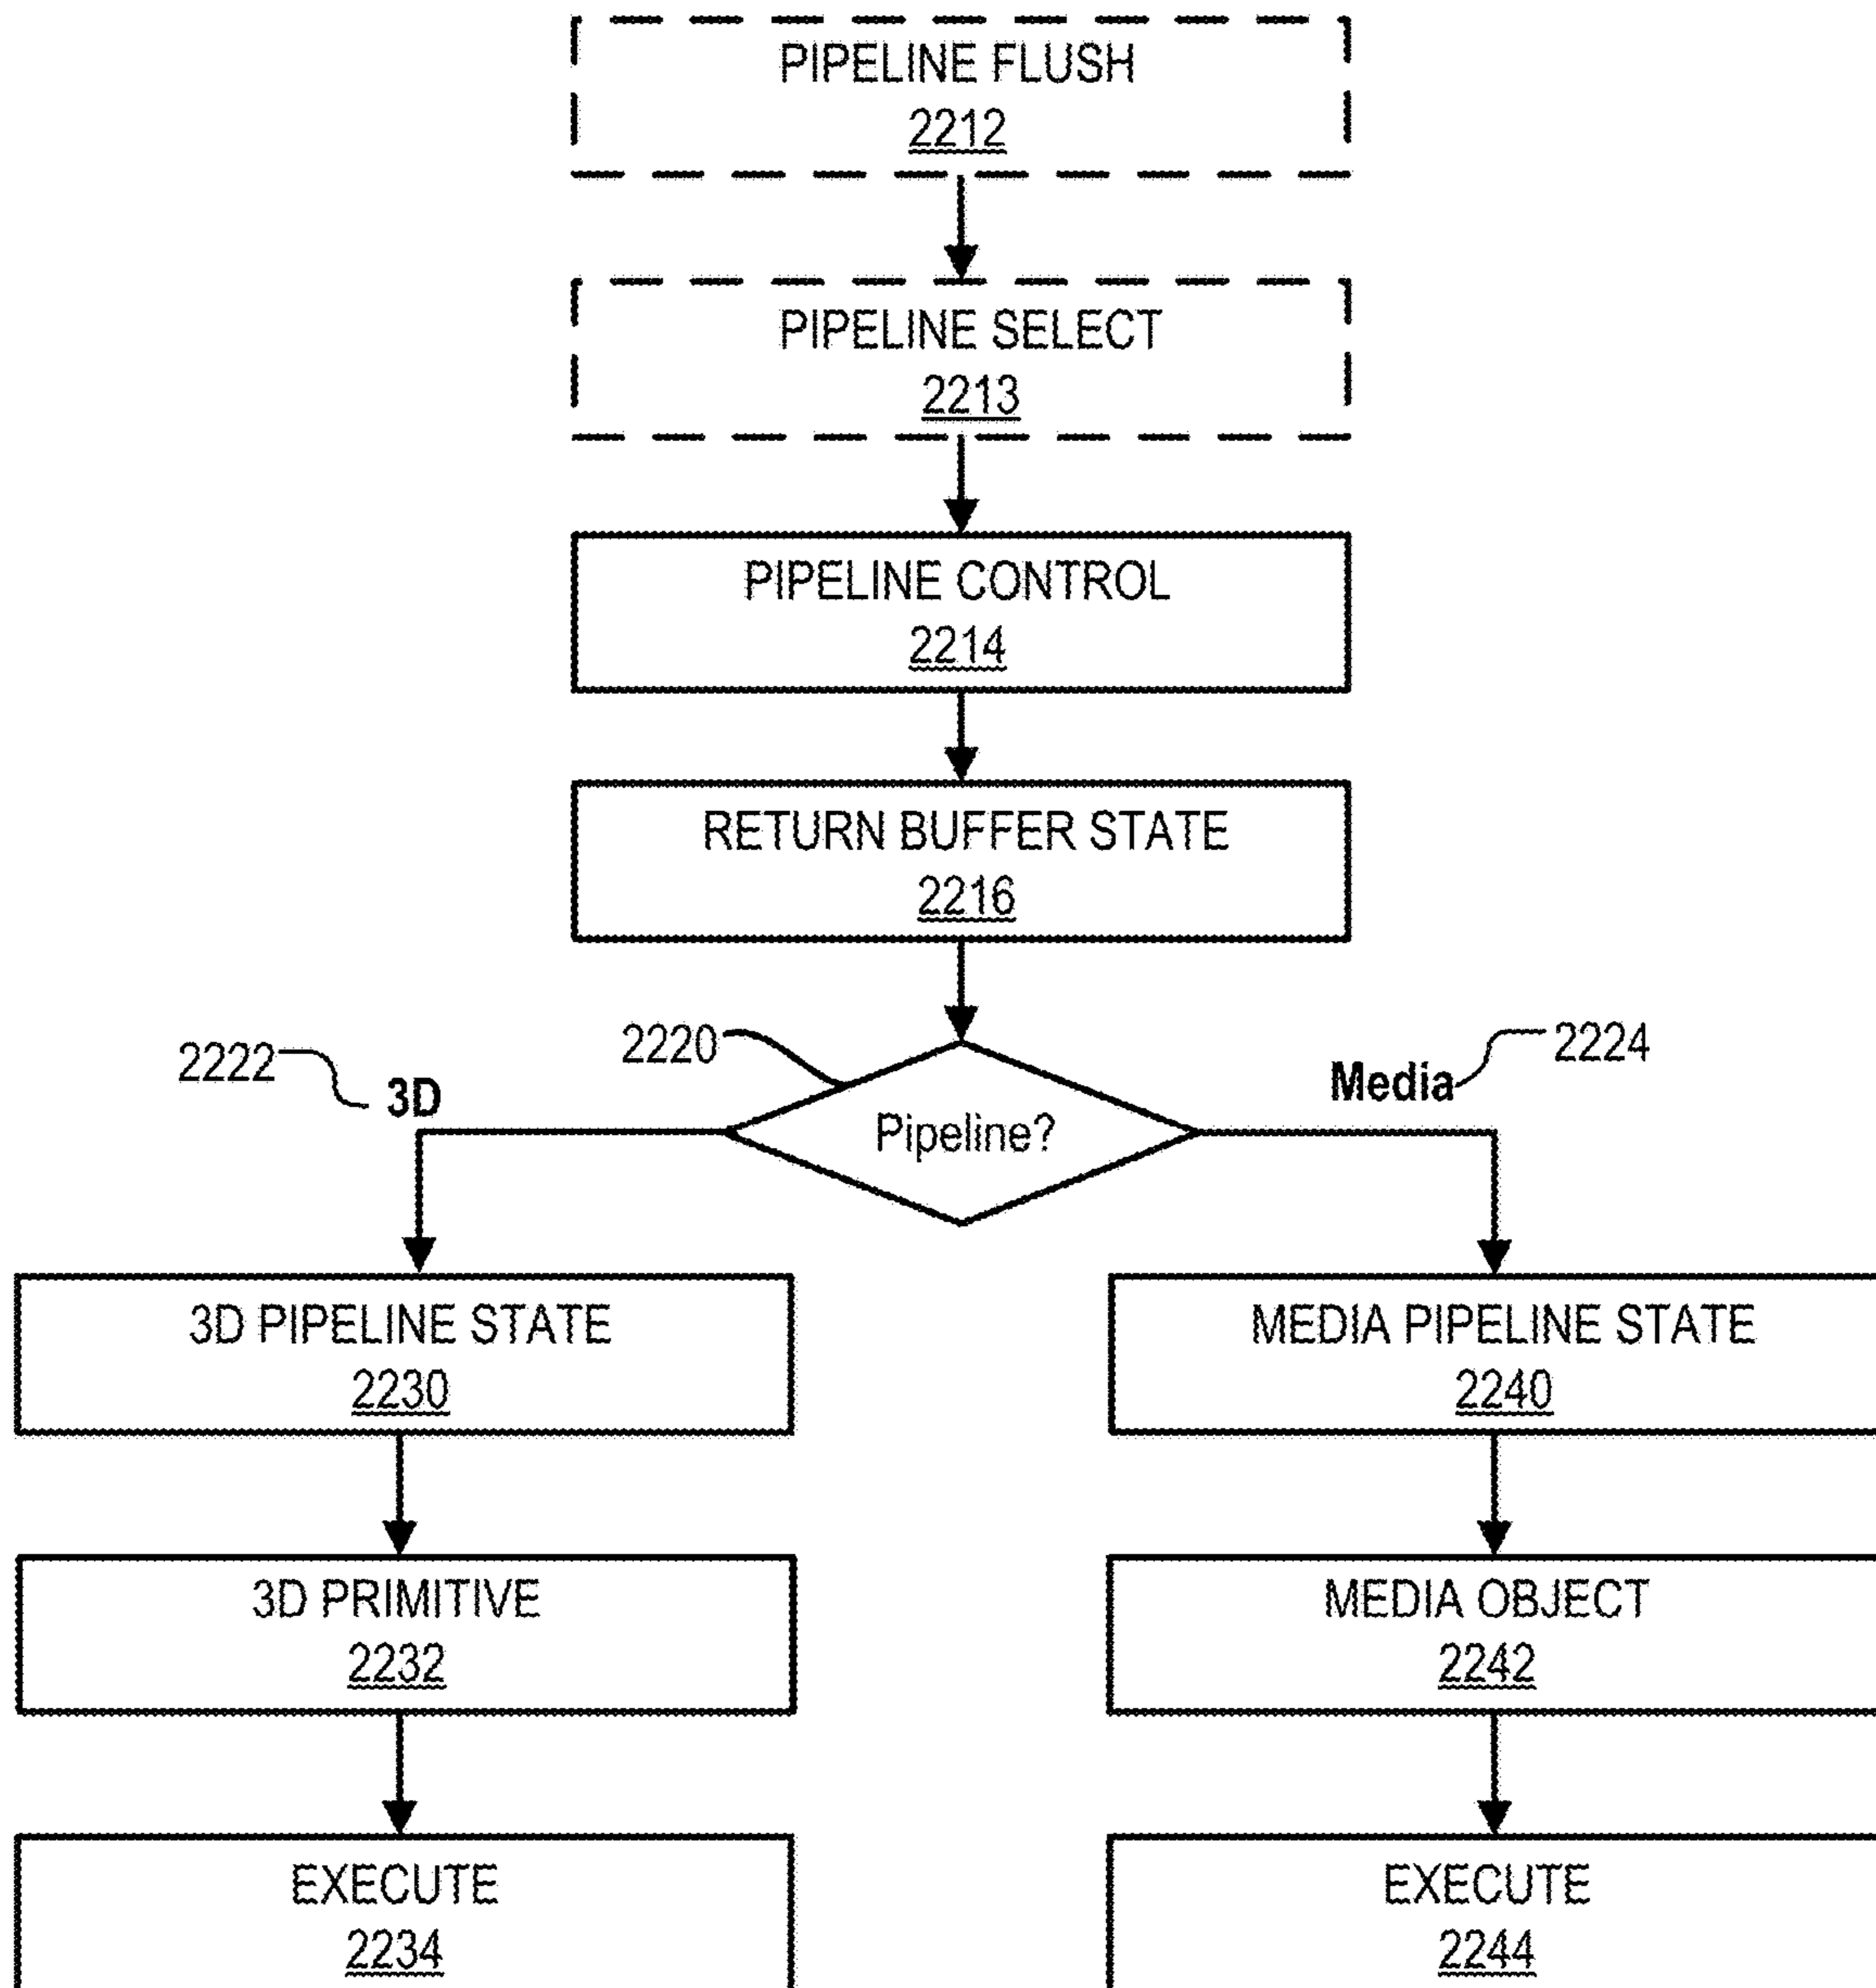 PIPELINE FLUSH
2212
PIPELINE SELECT
2213
PIPELINE CONTROL
2214
RETURN BUFFER STATE
2216
2222
3D
2220
Pipeline?
Media
2224
3D PIPELINE STATE
2230
MEDIA PIPELINE STATE
2240
3D PRIMITIVE
2232
MEDIA OBJECT
2242
EXECUTE
2234
EXECUTE
2244